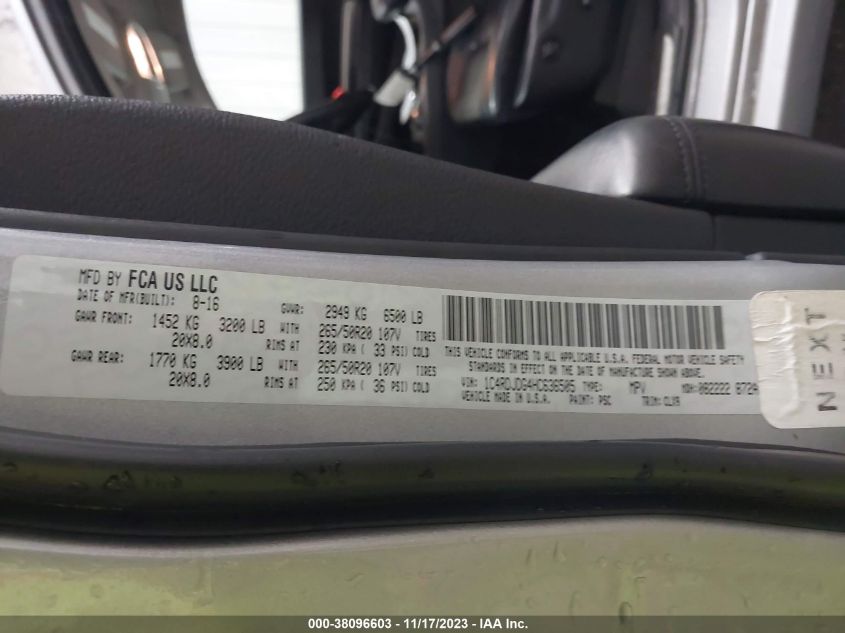 MFD BY FCA US LLC
DATE OF MFR(BUILT): 8-16 GVWR: 2949 KG 6500 LB
GAWR FRONT: 1452 KG 3200 LB WITH 265/50R20 107V TIRES
20X8.0 RIMS AT 230 KPA ( 33 PSI) COLD
GAWR REAR: 1770 KG 3900 LB WITH 265/50R20 107V TIRES
20X8.0 RIMS AT 250 KPA ( 36 PSI) COLD
THIS VEHICLE CONFORMS TO ALL APPLICABLE U.S.A. FEDERAL MOTOR VEHICLE SAFETY
STANDARDS IN EFFECT ON THE DATE OF MANUFACTURE SHOWN ABOVE.
VIN: 1C4RDJDG4HC636505 TYPE: MPV MDH: 082222 872A
VEHICLE MADE IN U.S.A. PAINT: PSC TRIM: CLX9
NEXT
000-38096603 - 11/17/2023 - IAA Inc.